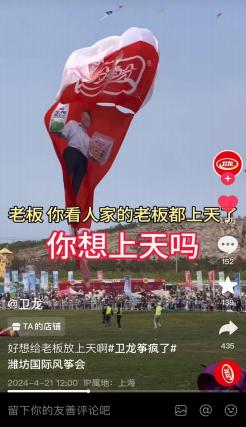 卫龙
老板 你看人家的老板都上天了
你想上天吗
152
@卫龙
TA的店铺
435
好想给老板放上天啊#卫龙筝疯了#
潍坊国际风筝会
2024-4-21 12:00 IP属地：上海
留下你的友善评论吧